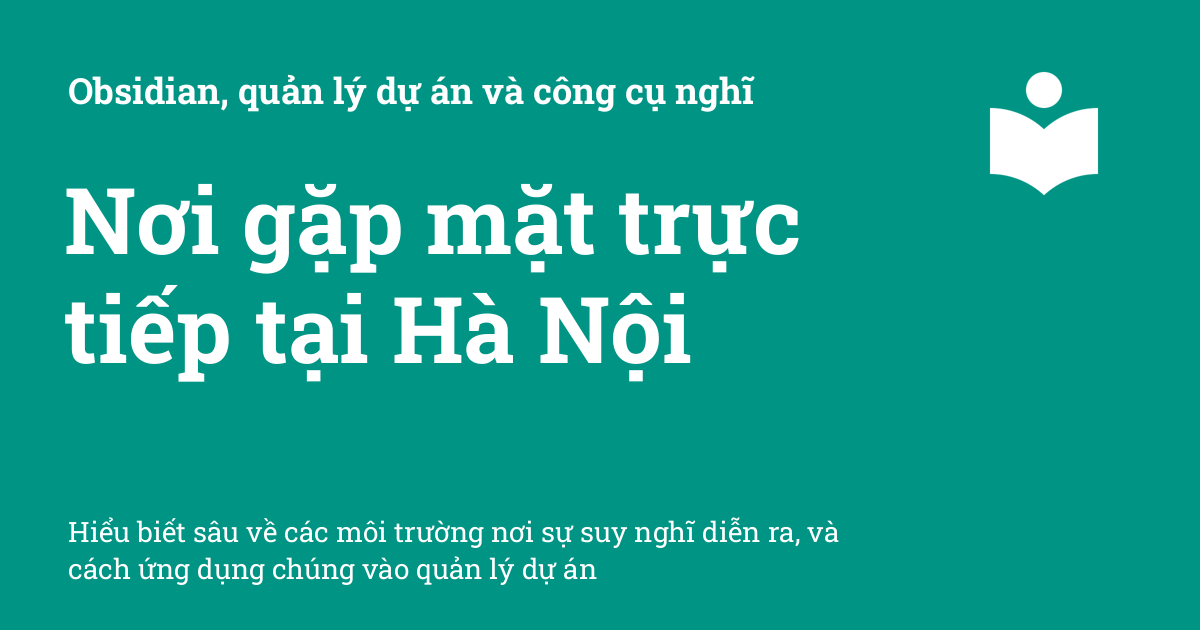 Obsidian, quản lý dự án và công cụ nghĩ
Nơi gặp mặt trực
tiếp tại Hà Nội
Hiểu biết sâu về các môi trường nơi sự suy nghĩ diễn ra, và
cách ứng dụng chúng vào quản lý dự án